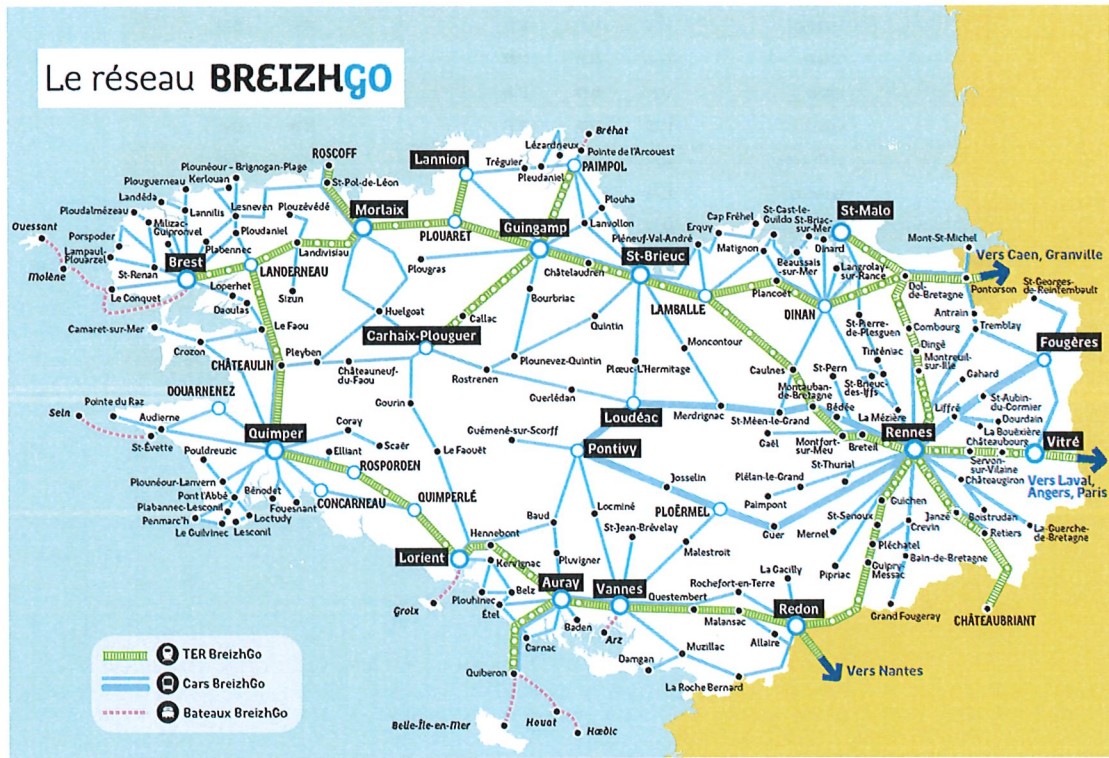 Le réseau BREIZHGO
Bréhat
Lézardrieux
Pointe de l'Arcouest
PAIMPOL
Tréguier
Pleudaniel
Lannion
ROSCOFF
St-Pol-de-Léon
Plounéour - Brignogan-Plage
Kerlouan
Plouguerneau
Landéda
Lannilis
Lesneven
Plouzévédé
Ploudalmézeau
Milizac-
Guipronvel
Ploudaniel
Plabennec
Landivisiau
Morlaix
PLOUARET
Guingamp
Plouha
Lanvollon
Ouessant
Porspoder
Lampaul-
Plouarzel
Molène
St-Renan
Brest
LANDERNEAU
Le Conquet
Loperhet
Daoulas
Sizun
Plougras
Châtelaudren
St-Brieuc
Pléneuf-Val-André
Erquy
Cap Fréhel
St-Cast-le-
Guildo
St-Briac-
sur-Mer
St-Malo
Matignon
Dinard
Beaussais
-sur-Mer
Langrolay
-sur-Rance
Mont-St-Michel
Vers Caen, Granville
Pontorson
Dol-
de-Bretagne
St-Georges-
de-Reintembault
LAMBALLE
Plancoët
DINAN
Antrain
Combourg
Tremblay
Fougères
Bourbriac
Callac
Huelgoat
Camaret-sur-Mer
Le Faou
Crozon
CHÂTEAULIN
Pleyben
Châteauneuf-
du-Faou
Carhaix-Plouguer
Rostrenen
Plounevez-Quintin
Quintin
Moncontour
Plœuc-L'Hermitage
St-Pierre-
de-Plesguen
Tinténiac
Dingé
Montreuil-
sur-Ille
Gahard
Caulnes
St-Pern
St-Brieuc-
des-Iffs
Montauban-
de-Bretagne
Bédée
La Mézière
Liffré
St-Aubin-
du-Cormier
Dourdain
La Bouëxière
DOUARNENEZ
Sein
Pointe du Raz
Audierne
St-Évette
Quimper
Gourin
Guerlédan
Loudéac
Merdrignac
St-Méen-le-Grand
Gaël
Montfort-
sur-Meu
Breteil
Rennes
Châteaubourg
Vitré
Servon-
sur-Vilaine
Châteaugiron
Vers Laval,
Angers, Paris
Coray
Scaër
Elliant
Pouldreuzic
Guémené-sur-Scorff
Le Faouët
Pontivy
ROSPORDEN
Plonéour-Lanvern
Pont l'Abbé
Bénodet
Plabannec-Lesconil
Penmarc'h
Le Guilvinec
Lesconil
Loctudy
Fouesnant
CONCARNEAU
QUIMPERLÉ
St-Thurial
Plélan-le-Grand
Paimpont
Josselin
PLOËRMEL
Guer
Mernel
Guichen
St-Senoux
Crevin
Janzé
Boistrudan
Retiers
La-Guerche-
de-Bretagne
Hennebont
Baud
Locminé
St-Jean-Brévelay
Malestroit
Pléchatel
Bain-de-Bretagne
Pipriac
Guipry-
Messac
Lorient
Kervignac
Pluvigner
Auray
Vannes
Questembert
Rochefort-en-Terre
La Gacilly
Redon
Grand Fougeray
CHÂTEAUBRIANT
Groix
Plouhinec
Belz
Étel
Baden
Arz
Malansac
Allaire
Carnac
Muzillac
Damgan
La Roche Bernard
Vers Nantes
Quiberon
Belle-Île-en-Mer
Houat
Hœdic
TER BreizhGo
Cars BreizhGo
Bateaux BreizhGo